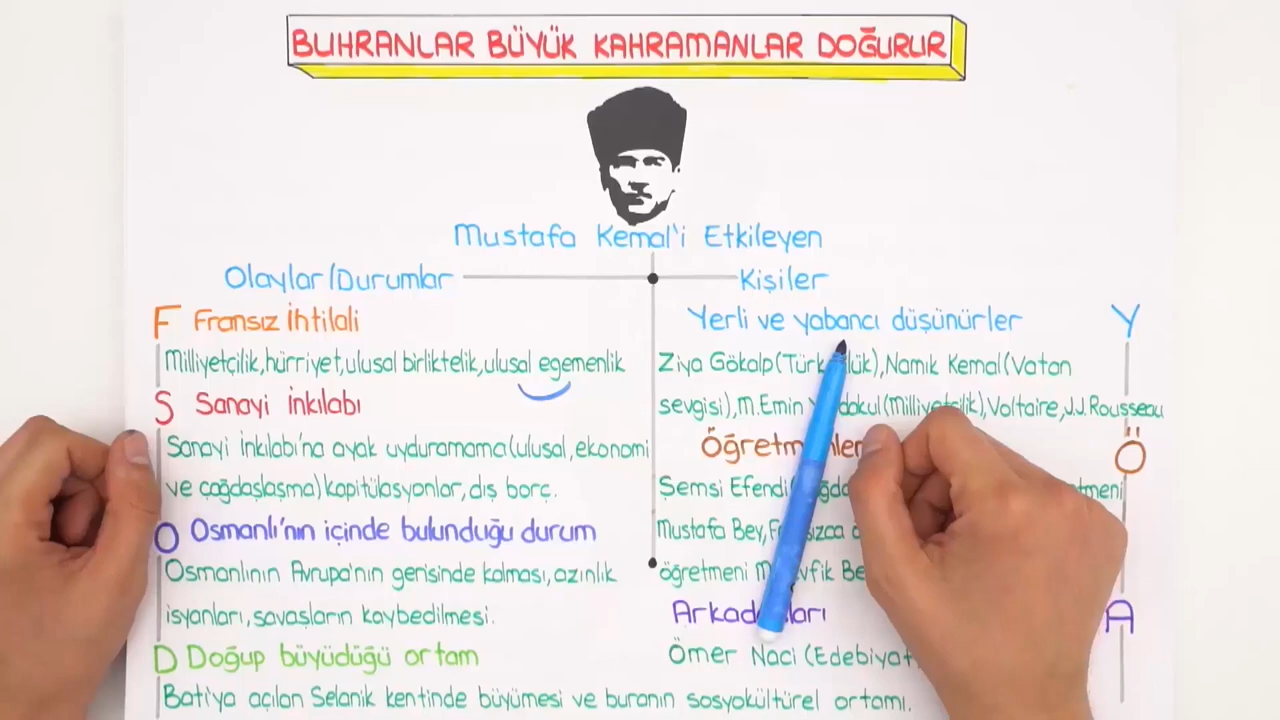 BUHRANLAR BÜYÜK KAHRAMANLAR DOĞURUR
Mustafa Kemal'i Etkileyen
Olaylar/Durumlar
F Fransız İhtilali
Milliyetçilik,hürriyet,ulusal birliktelik,ulusal egemenlik
S Sanayi İnkılabı
Sanayi İnkılabı'na ayak uyduramama(ulusal,ekonomi
ve çağdaşlaşma)kapitülasyonlar,dış borç.
O Osmanlı'nın içinde bulunduğu durum
Osmanlının Avrupa'nın gerisinde kalması,azınlık
isyanları,savaşların kaybedilmesi.
D Doğup büyüdüğü ortam
Batı'ya açılan Selanik kentinde büyümesi ve buranın sosyokültürel ortamı.
Kişiler
Yerli ve yabancı düşünürler Y
Ziya Gökalp ,Namık Kemal(Vatan
sevgisi),M.Emin (Milliyetçilik),Voltaire,J.J.Rousseau
Ö
Şemsi Efendi
Mustafa Bey,
öğretmeni
A
Ömer Naci (Edebiyat